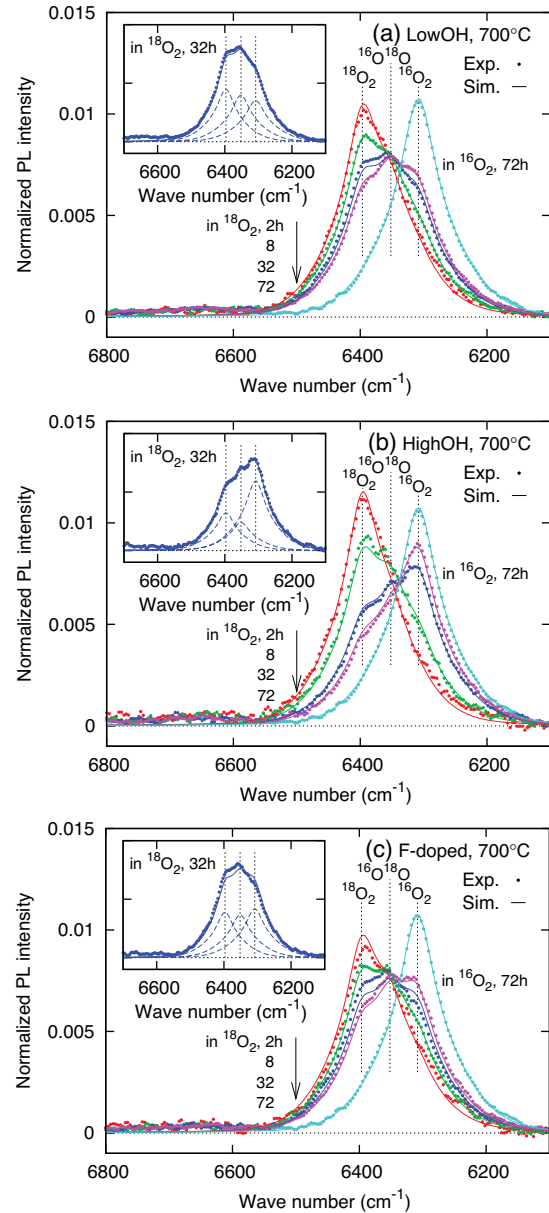 (a) LowOH, 700°C
in ¹⁸O₂, 32h
¹⁶O¹⁸O
¹⁸O₂ ¹⁶O₂
Exp.
Sim.
in ¹⁶O₂, 72h
in ¹⁸O₂, 2h
8
32
72
6600 6400 6200
Wave number (cm⁻¹)
0.015
0.01
0.005
0
Normalized PL intensity
6800 6600 6400 6200
Wave number (cm⁻¹)
(b) HighOH, 700°C
in ¹⁸O₂, 32h
¹⁶O¹⁸O
¹⁸O₂ ¹⁶O₂
Exp.
Sim.
in ¹⁶O₂, 72h
in ¹⁸O₂, 2h
8
32
72
6600 6400 6200
Wave number (cm⁻¹)
0.015
0.01
0.005
0
Normalized PL intensity
6800 6600 6400 6200
Wave number (cm⁻¹)
(c) F-doped, 700°C
in ¹⁸O₂, 32h
¹⁶O¹⁸O
¹⁸O₂ ¹⁶O₂
Exp.
Sim.
in ¹⁶O₂, 72h
in ¹⁸O₂, 2h
8
32
72
6600 6400 6200
Wave number (cm⁻¹)
0.015
0.01
0.005
0
Normalized PL intensity
6800 6600 6400 6200
Wave number (cm⁻¹)